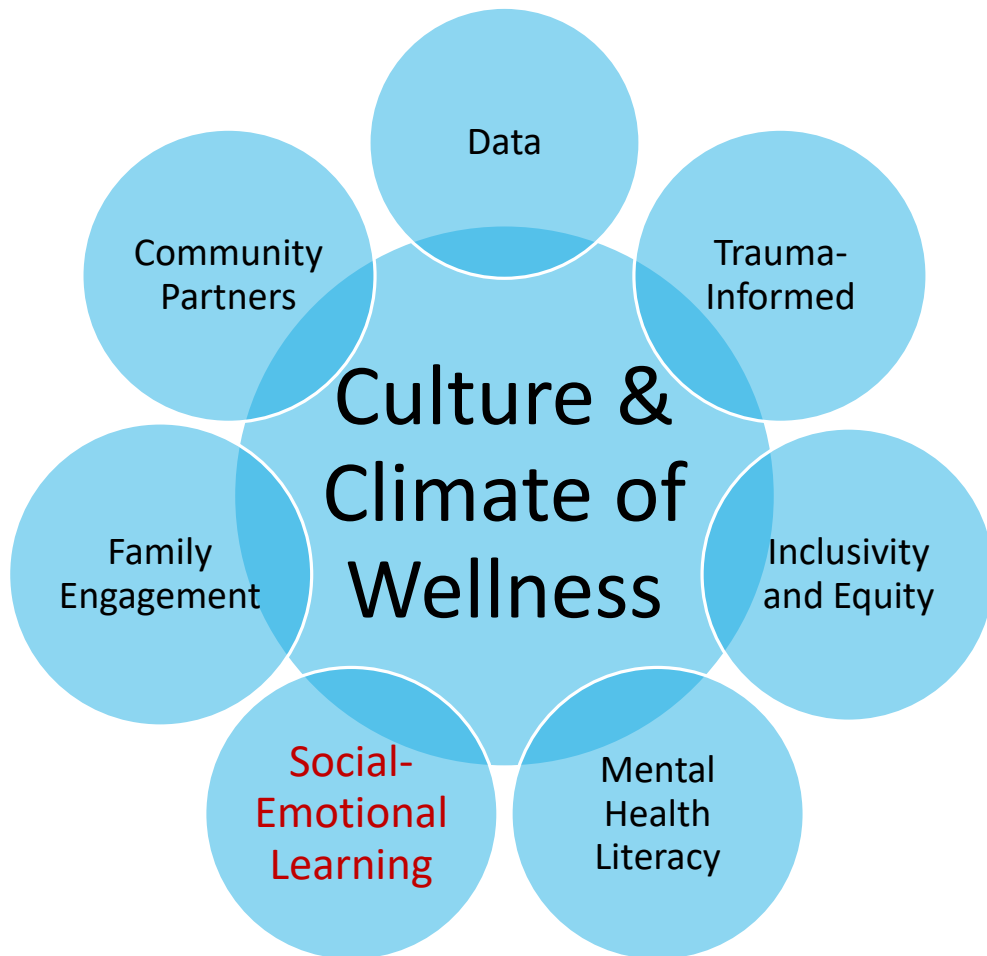 Data
Community
Partners
Trauma-
Informed
Culture &
Climate of
Wellness
Family
Engagement
Inclusivity
and Equity
Social-
Emotional
Learning
Mental
Health
Literacy